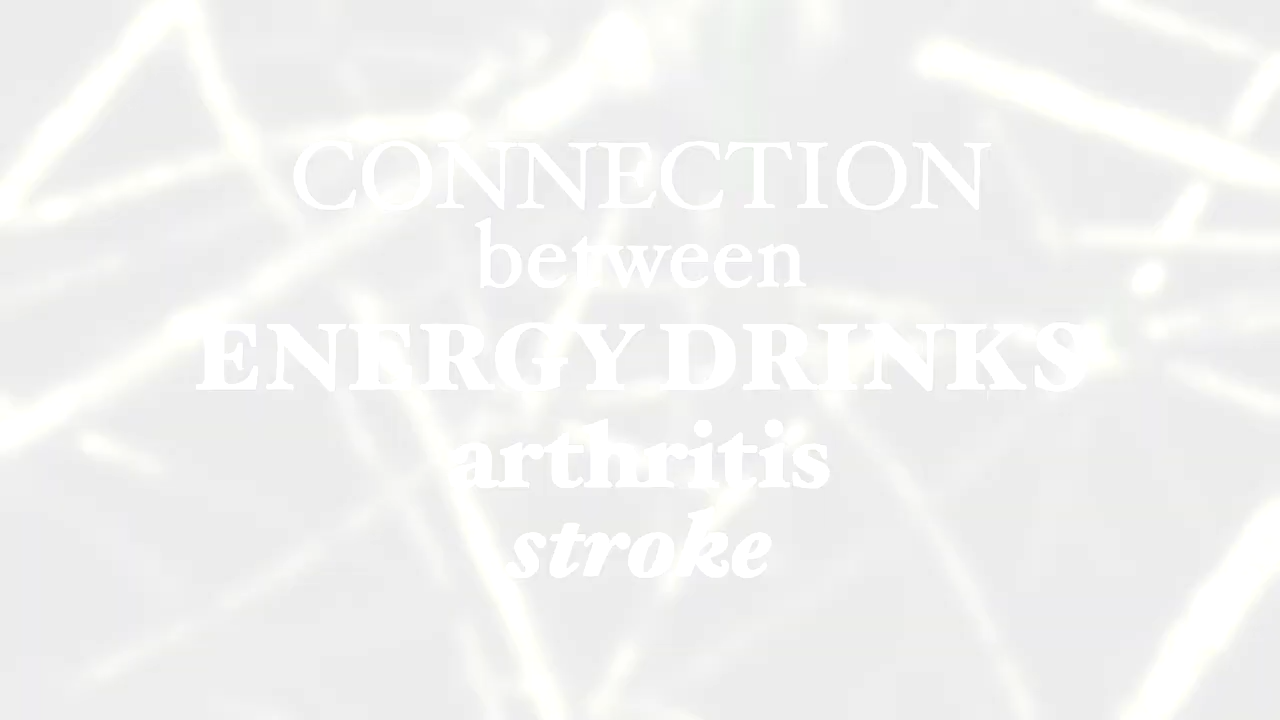 CONNECTION
between
ENERGY DRINKS
arthritis
stroke